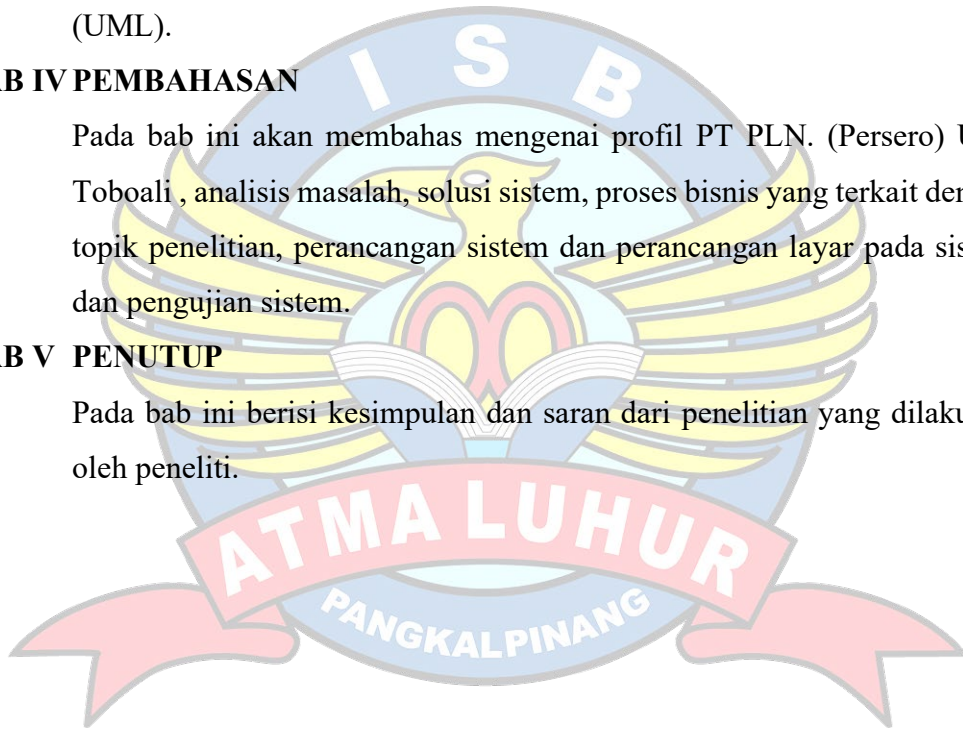 (UML).
AB IV PEMBAHASAN
Pada bab ini akan membahas mengenai profil PT PLN. (Persero) U
Toboali , analisis masalah, solusi sistem, proses bisnis yang terkait den
topik penelitian, perancangan sistem dan perancangan layar pada sis
dan pengujian sistem.
AB V PENUTUP
Pada bab ini berisi kesimpulan dan saran dari penelitian yang dilaku
oleh peneliti.
I S B
ATMA LUHUR
PANGKALPINANG